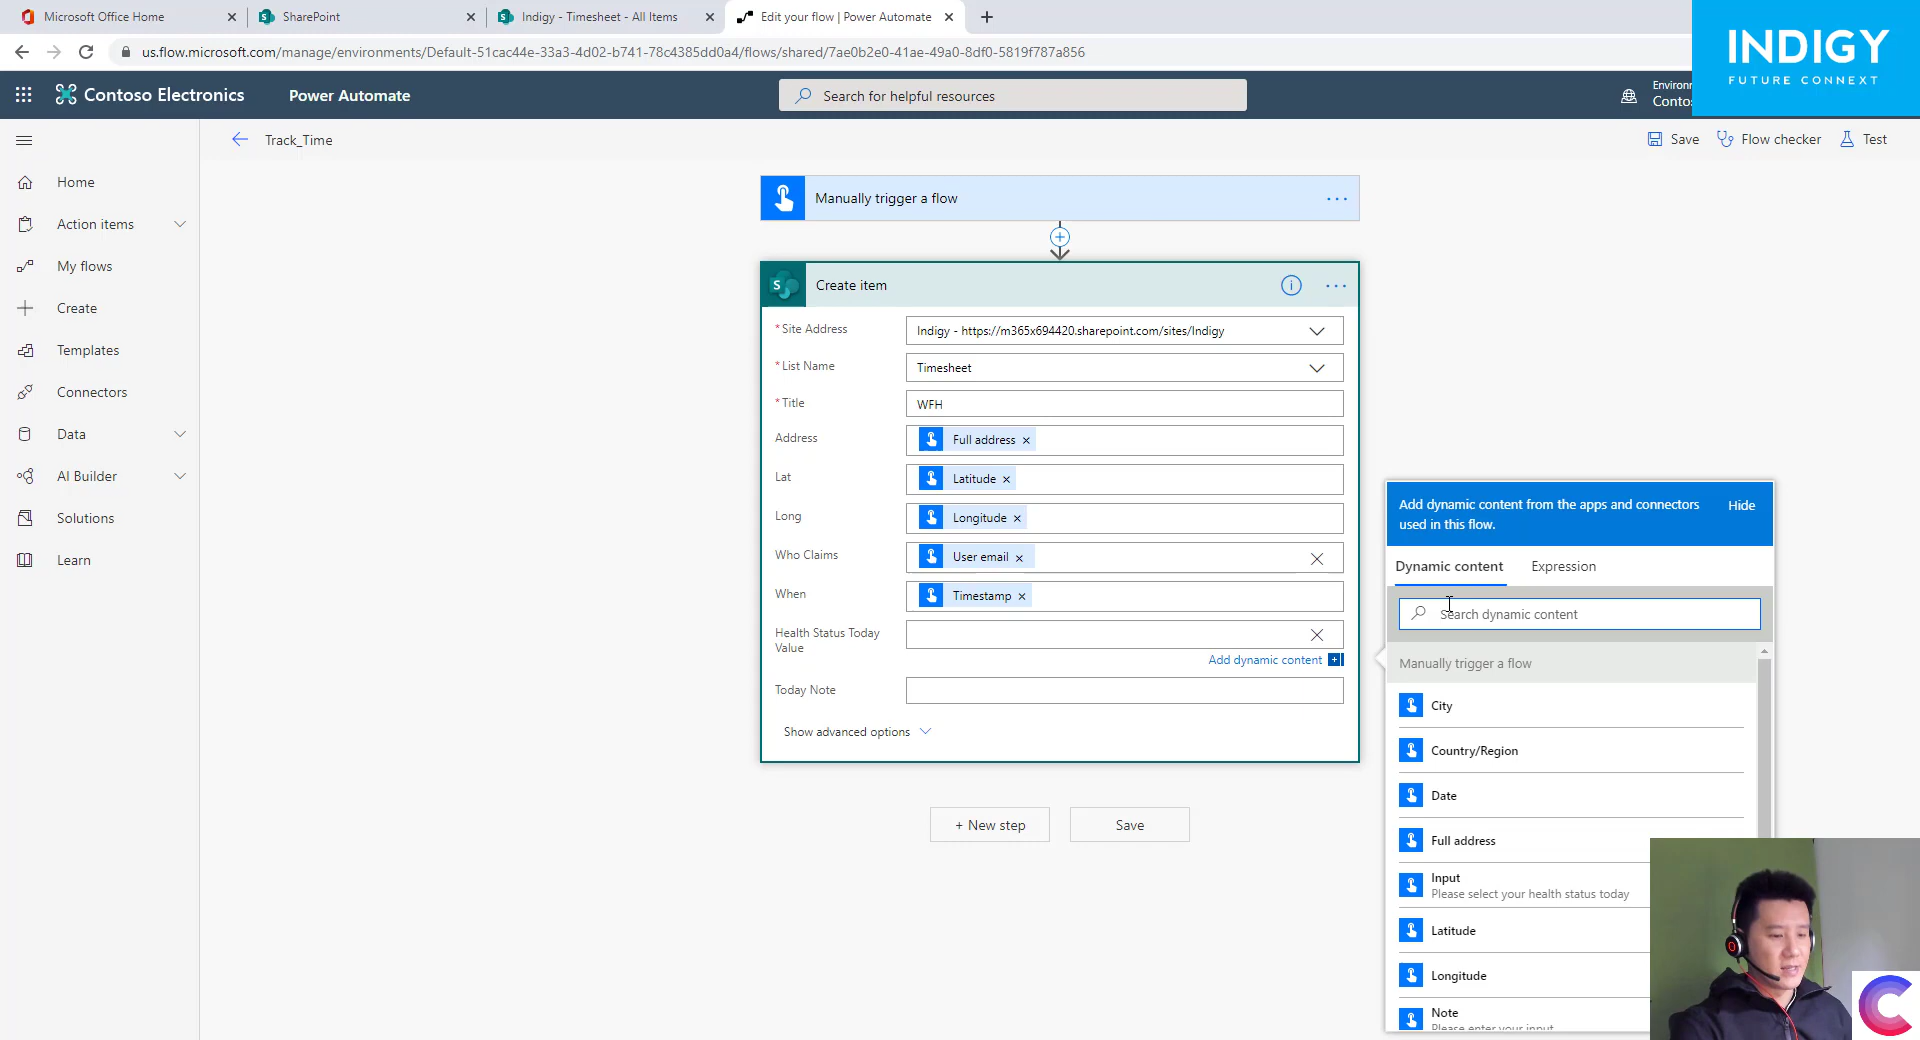 Microsoft Office Home
SharePoint
Indigy - Timesheet - All Items
Edit your flow | Power Automate
us.flow.microsoft.com/manage/environments/Default-51cac44e-33a3-4d02-b741-78c4385dd0a4/flows/shared/7ae0b2e0-41ae-49a0-8df0-5819f787a856
INDIGY
FUTURE CONNEXT
Contoso Electronics
Power Automate
Search for helpful resources
Environm
Contos
Track_Time
Save
Flow checker
Test
Home
Action items
My flows
Create
Templates
Connectors
Data
AI Builder
Solutions
Learn
Manually trigger a flow
Create item
* Site Address
Indigy - https://m365x694420.sharepoint.com/sites/Indigy
* List Name
Timesheet
* Title
WFH
Address
Full address
Lat
Latitude
Long
Longitude
Who Claims
User email
When
Timestamp
Health Status Today
Value
Add dynamic content
Today Note
Show advanced options
+ New step
Save
Add dynamic content from the apps and connectors
used in this flow.
Hide
Dynamic content
Expression
Search dynamic content
Manually trigger a flow
City
Country/Region
Date
Full address
Input
Please select your health status today
Latitude
Longitude
Note
Please enter your input